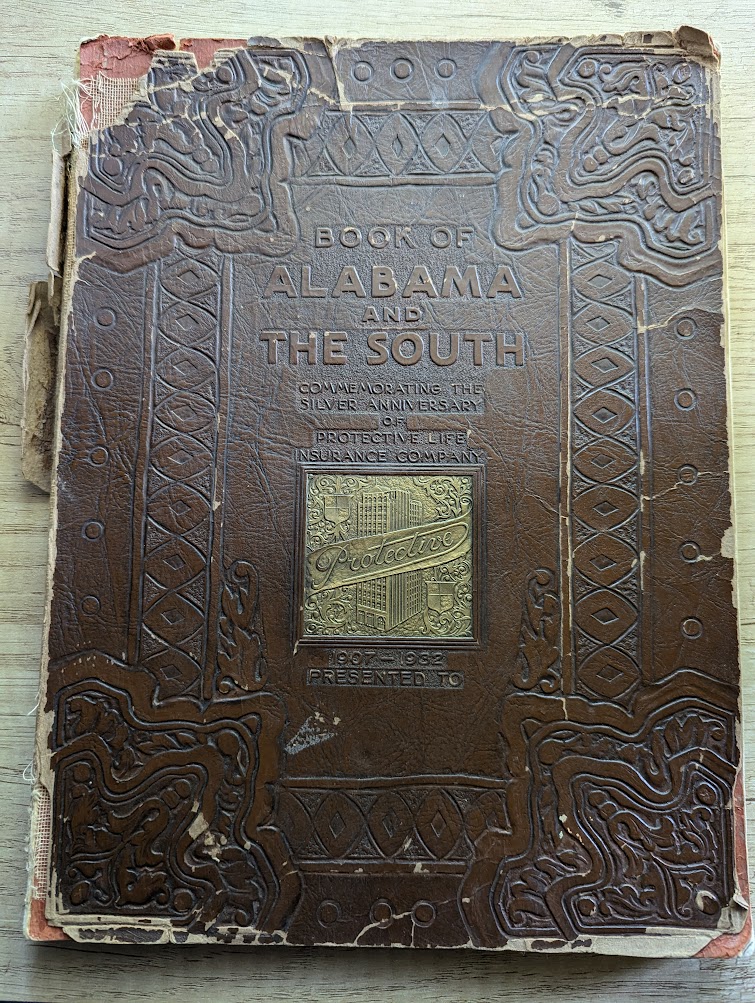 BOOK OF
ALABAMA
AND
THE SOUTH
COMMEMORATING THE
SILVER ANNIVERSARY
OF
PROTECTIVE LIFE
INSURANCE COMPANY
Protective
1907–1932
PRESENTED TO